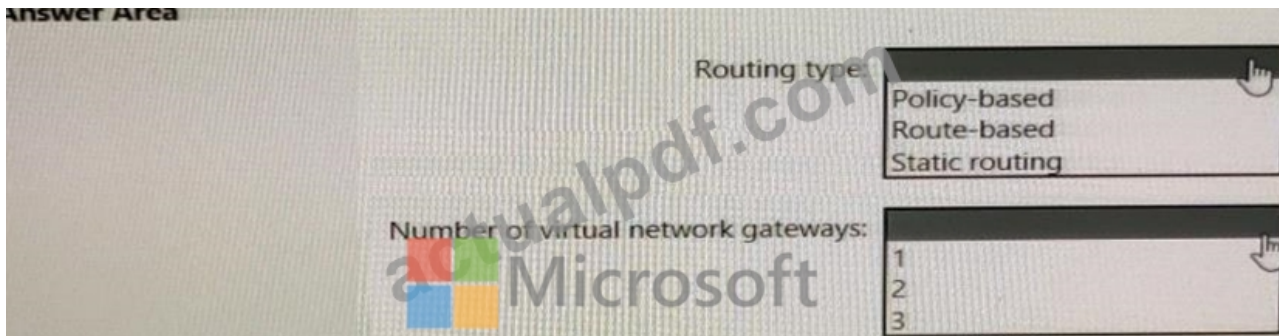 Answer Area
Routing type:
Policy-based
Route-based
Static routing
Number of virtual network gateways:
1
2
3
actualpdf.com
Microsoft